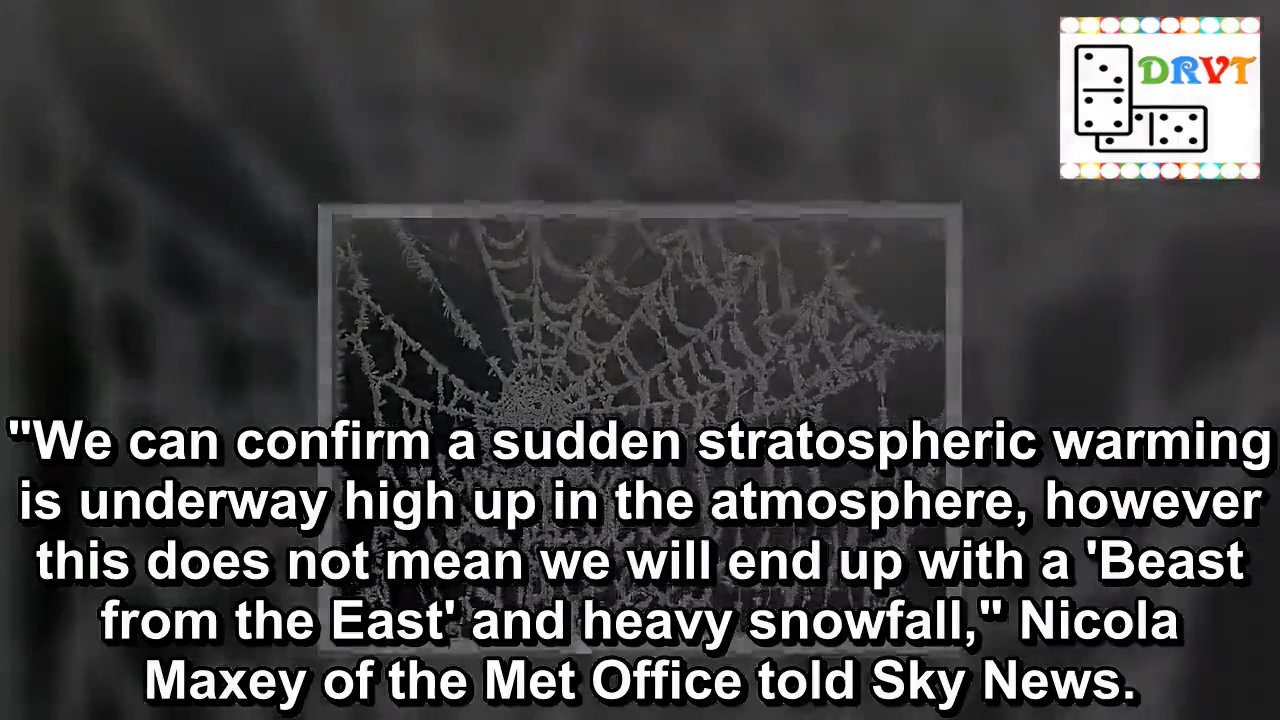 DRVT
"We can confirm a sudden stratospheric warming
is underway high up in the atmosphere, however
this does not mean we will end up with a 'Beast
from the East' and heavy snowfall," Nicola
Maxey of the Met Office told Sky News.